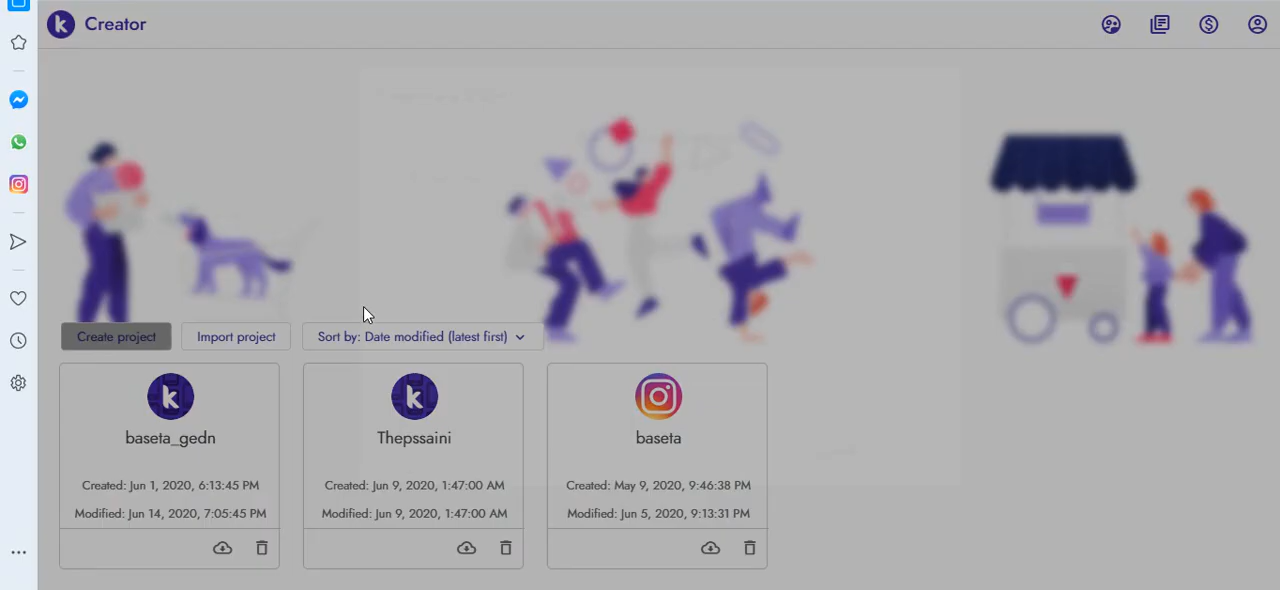 Creator
Create project
Import project
Sort by: Date modified (latest first)
baseta_gedn
Created: Jun 1, 2020, 6:13:45 PM
Modified: Jun 14, 2020, 7:05:45 PM
Thepssaini
Created: Jun 9, 2020, 1:47:00 AM
Modified: Jun 9, 2020, 1:47:00 AM
baseta
Created: May 9, 2020, 9:46:38 PM
Modified: Jun 5, 2020, 9:13:31 PM